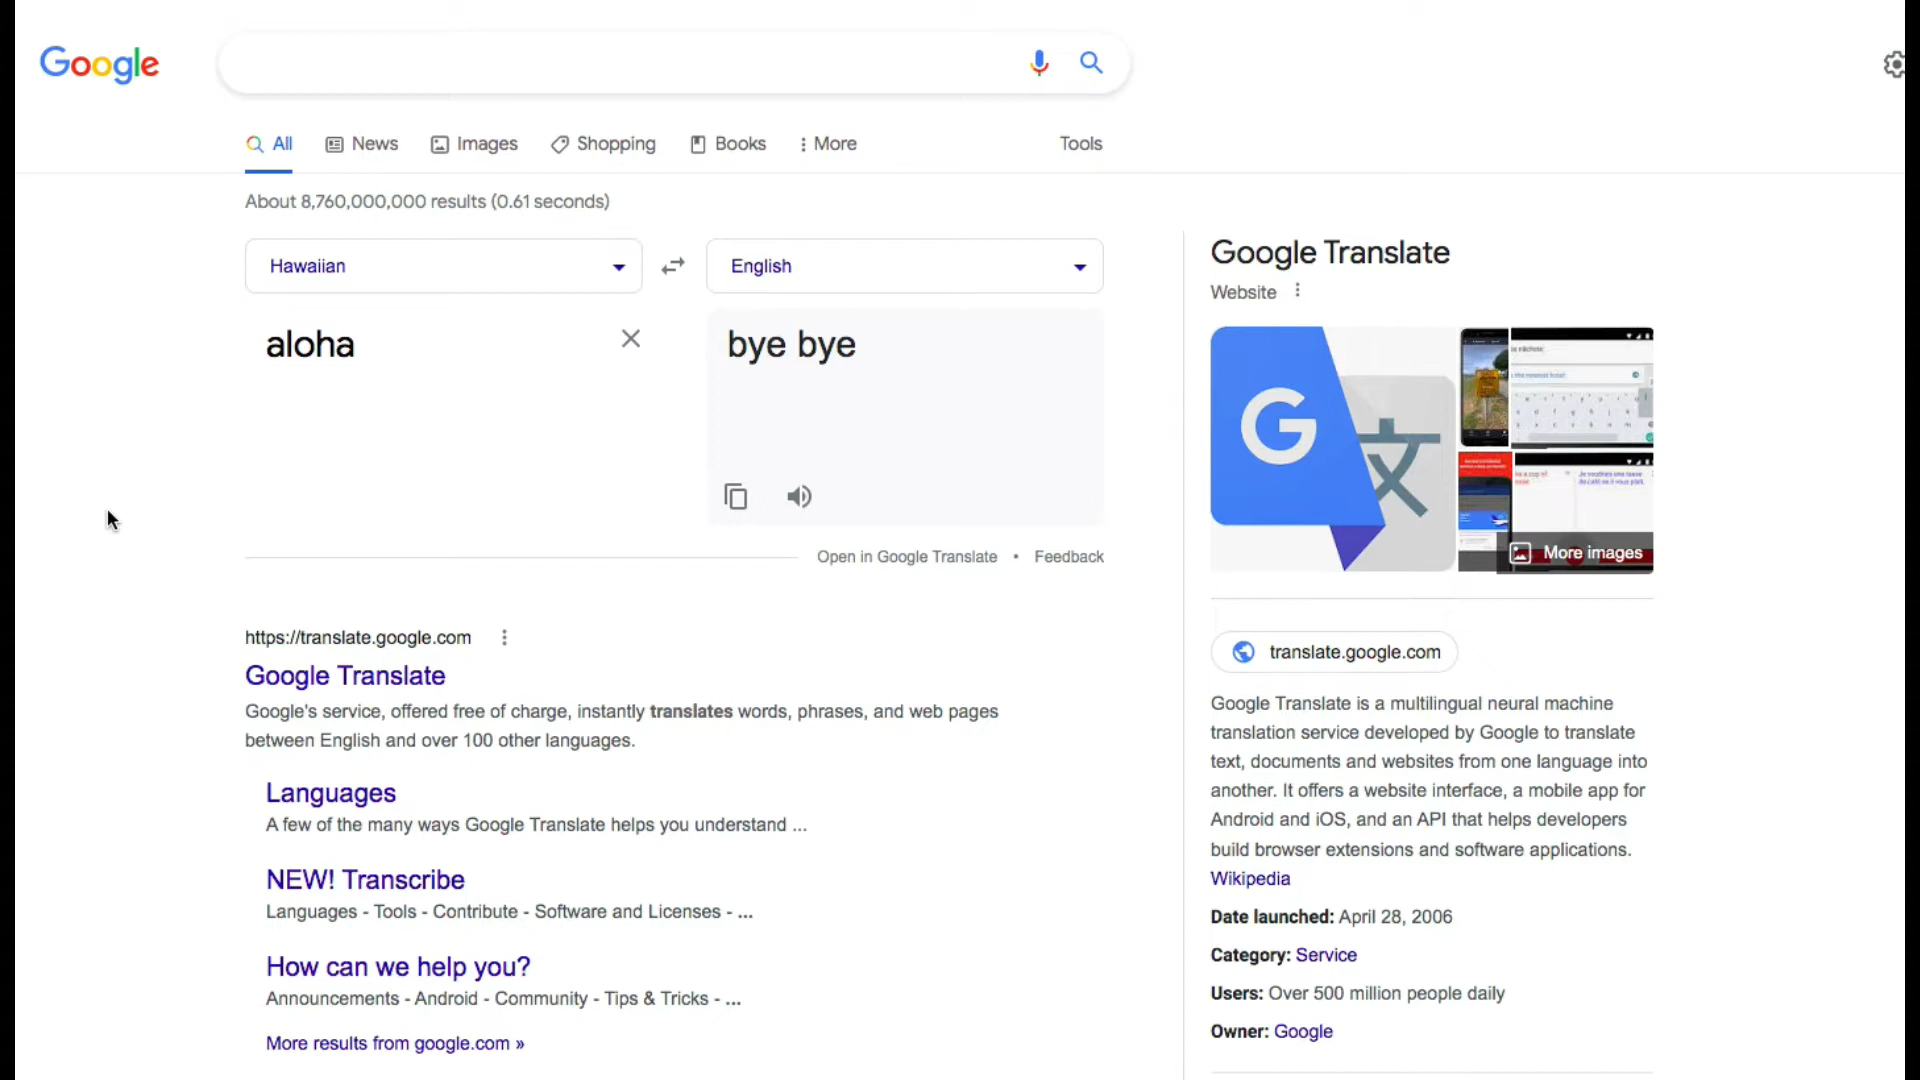 Google
All News Images Shopping Books More Tools
About 8,760,000,000 results (0.61 seconds)
Hawaiian English
aloha bye bye
Open in Google Translate • Feedback
https://translate.google.com
Google Translate
Google's service, offered free of charge, instantly translates words, phrases, and web pages
between English and over 100 other languages.
Languages
A few of the many ways Google Translate helps you understand ...
NEW! Transcribe
Languages - Tools - Contribute - Software and Licenses - ...
How can we help you?
Announcements - Android - Community - Tips & Tricks - ...
More results from google.com »
Google Translate
Website
G
文
More images
translate.google.com
Google Translate is a multilingual neural machine
translation service developed by Google to translate
text, documents and websites from one language into
another. It offers a website interface, a mobile app for
Android and iOS, and an API that helps developers
build browser extensions and software applications.
Wikipedia
Date launched: April 28, 2006
Category: Service
Users: Over 500 million people daily
Owner: Google